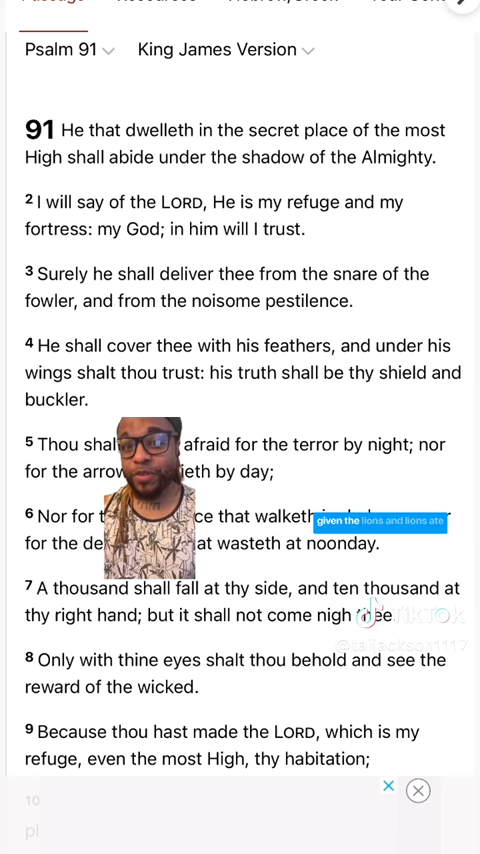 Psalm 91 King James Version
91 He that dwelleth in the secret place of the most
High shall abide under the shadow of the Almighty.
2 I will say of the LORD, He is my refuge and my
fortress: my God; in him will I trust.
3 Surely he shall deliver thee from the snare of the
fowler, and from the noisome pestilence.
4 He shall cover thee with his feathers, and under his
wings shalt thou trust: his truth shall be thy shield and
buckler.
5 Thou shal afraid for the terror by night; nor
for the arrow ieth by day;
6 Nor for t ce that walket
given the lions and lions ate
for the de at wasteth at noonday.
7 A thousand shall fall at thy side, and ten thousand at
thy right hand; but it shall not come nigh thee.
TikTok
@taijackson1117
8 Only with thine eyes shalt thou behold and see the
reward of the wicked.
9 Because thou hast made the LORD, which is my
refuge, even the most High, thy habitation;
10
pl